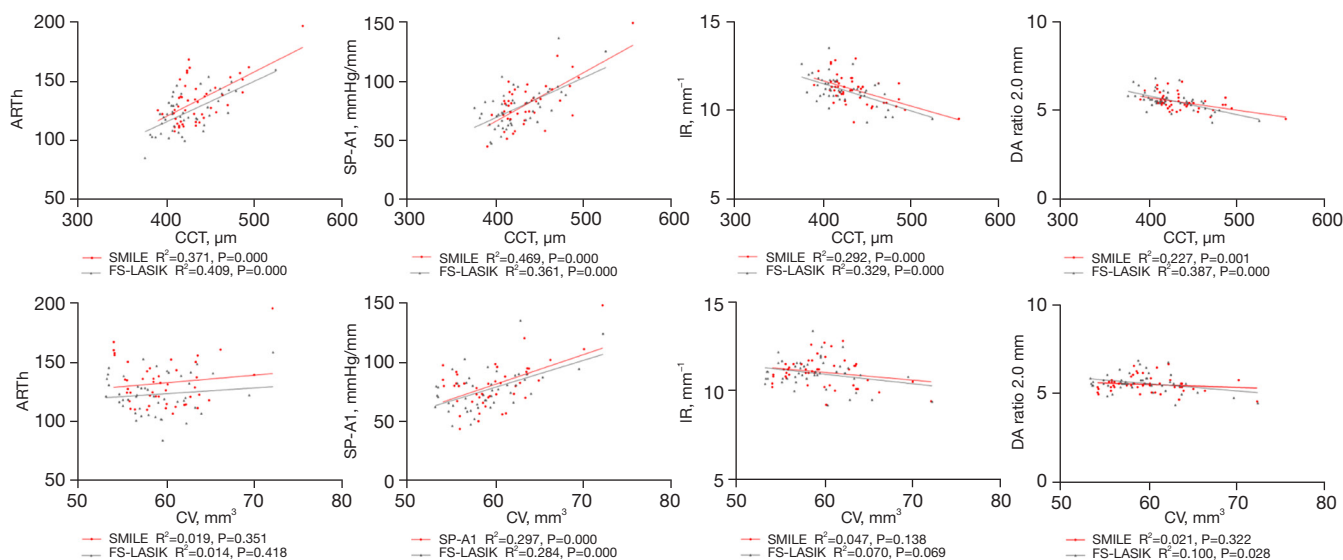 200
150
100
50
ARTh
300 400 500 600
CCT, µm
SMILE R²=0.371, P=0.000
FS-LASIK R²=0.409, P=0.000
150
100
50
0
SP-A1, mmHg/mm
300 400 500 600
CCT, µm
SMILE R²=0.469, P=0.000
FS-LASIK R²=0.361, P=0.000
15
10
5
IR, mm⁻¹
300 400 500 600
CCT, µm
SMILE R²=0.292, P=0.000
FS-LASIK R²=0.329, P=0.000
10
5
0
DA ratio 2.0 mm
300 400 500 600
CCT, µm
SMILE R²=0.227, P=0.001
FS-LASIK R²=0.387, P=0.000
200
150
100
50
ARTh
50 60 70 80
CV, mm³
SMILE R²=0.019, P=0.351
FS-LASIK R²=0.014, P=0.418
150
100
50
0
SP-A1, mmHg/mm
50 60 70 80
CV, mm³
SP-A1 R²=0.297, P=0.000
FS-LASIK R²=0.284, P=0.000
15
10
5
IR, mm⁻¹
50 60 70 80
CV, mm³
SMILE R²=0.047, P=0.138
FS-LASIK R²=0.070, P=0.069
10
5
0
DA ratio 2.0 mm
50 60 70 80
CV, mm³
SMILE R²=0.021, P=0.322
FS-LASIK R²=0.100, P=0.028